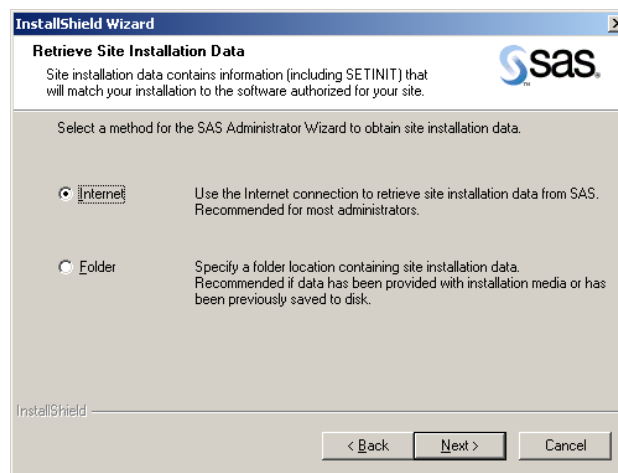 InstallShield Wizard
Retrieve Site Installation Data
Site installation data contains information (including SETINIT) that
will match your installation to the software authorized for your site.
sas.
Select a method for the SAS Administrator Wizard to obtain site installation data.
Internet
Use the Internet connection to retrieve site installation data from SAS.
Recommended for most administrators.
Folder
Specify a folder location containing site installation data.
Recommended if data has been provided with installation media or has
been previously saved to disk.
InstallShield
< Back
Next >
Cancel